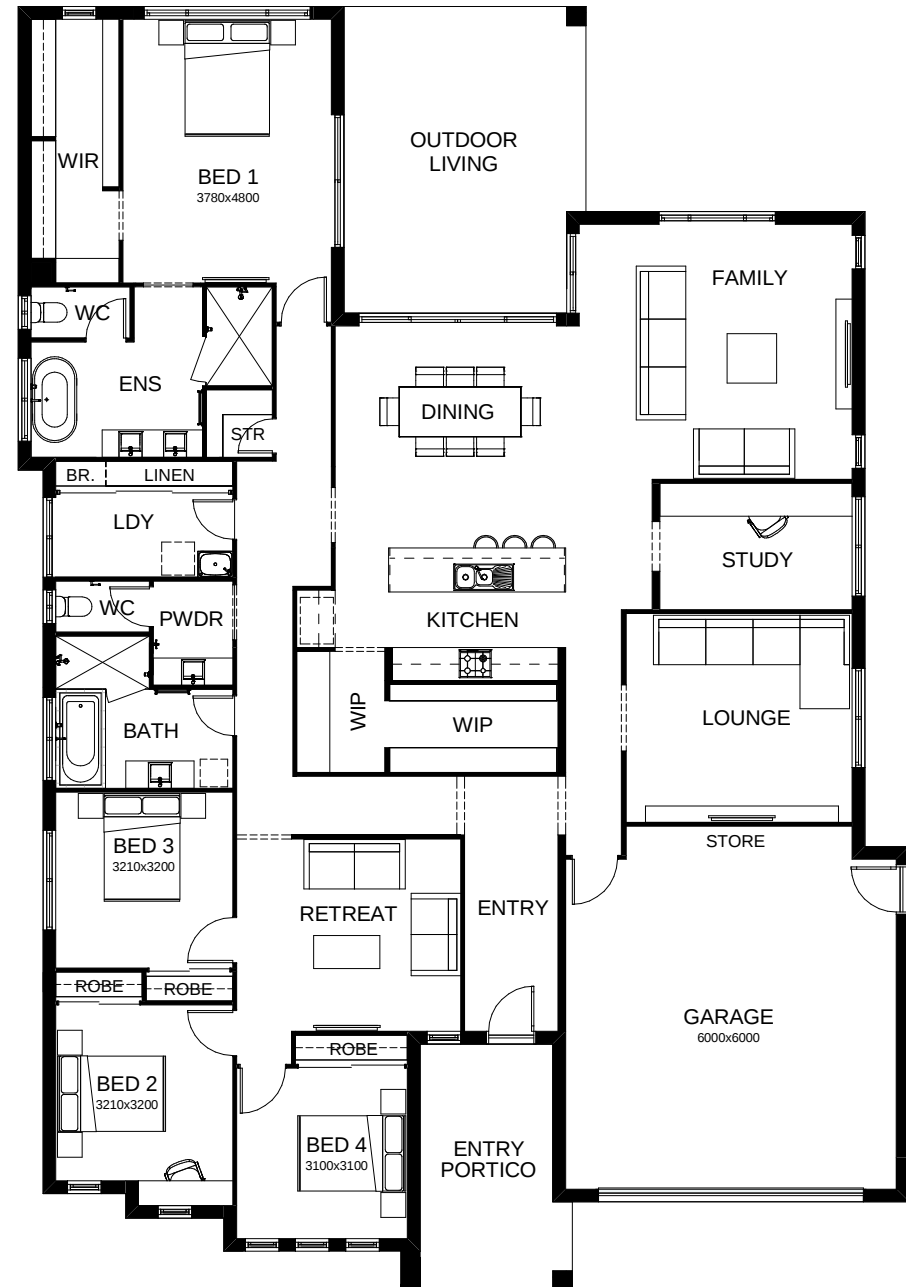 OUTDOOR
LIVING
WIR
BED 1
3780x4800
FAMILY
WC
ENS
DINING
STR
BR.
LINEN
LDY
STUDY
WC
PWDR
KITCHEN
WIP
WIP
LOUNGE
BATH
STORE
BED 3
3210x3200
RETREAT
ENTRY
ROBE
ROBE
GARAGE
6000x6000
ROBE
BED 2
3210x3200
BED 4
3100x3100
ENTRY
PORTICO